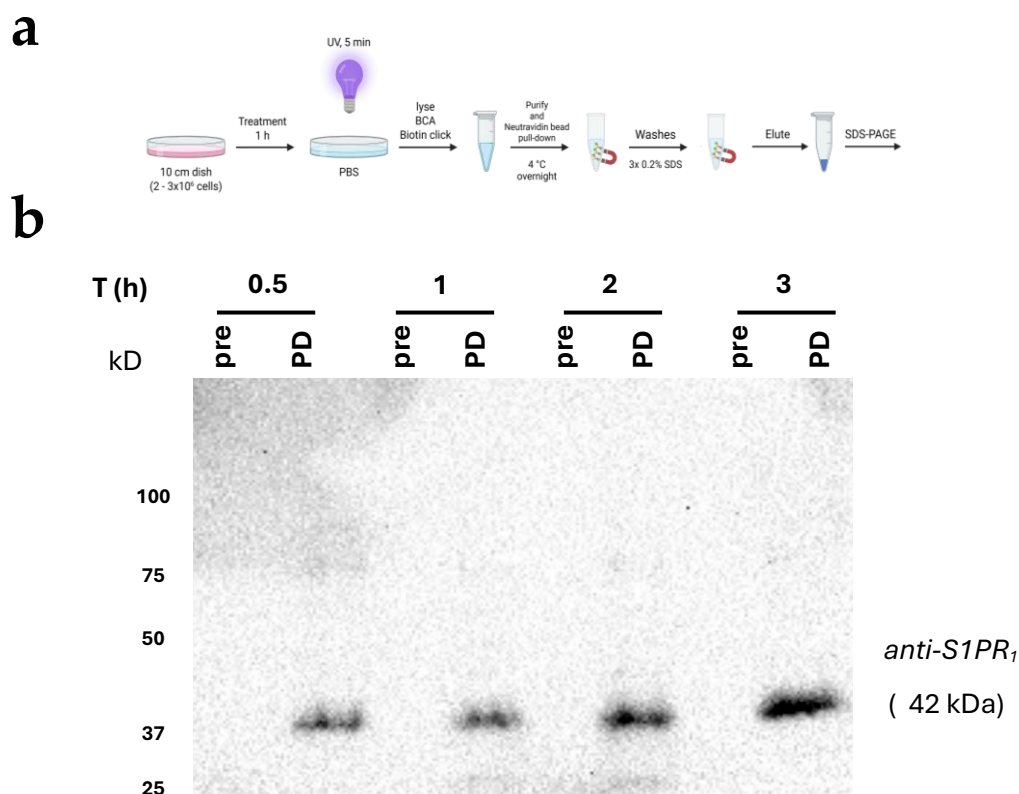 a
UV, 5 min
Treatment
1 h
10 cm dish
(2 - 3x10⁶ cells)
PBS
lyse
BCA
Biotin click
Purify
and
Neutravidin bead
pull-down
4 °C
overnight
Washes
3x 0.2% SDS
Elute
SDS-PAGE
b
T (h)
0.5
1
2
3
kD
pre
PD
pre
PD
pre
PD
pre
PD
100
75
50
37
25
anti-S1PR₁
( 42 kDa)